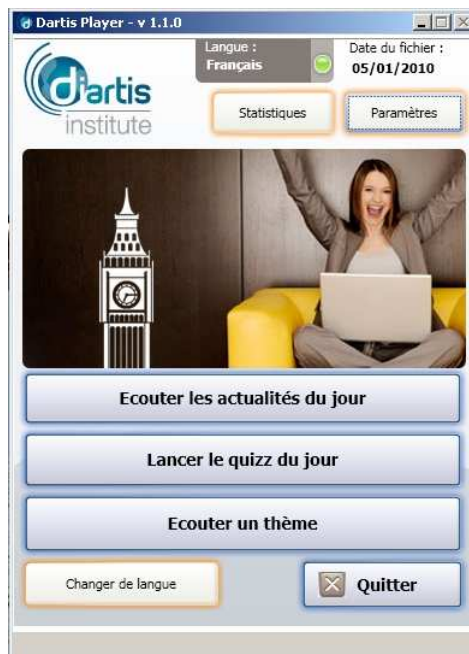 Dartis Player - v 1.1.0
Langue :
Français
Date du fichier :
05/01/2010
d'artis
institute
Statistiques
Paramètres
Ecouter les actualités du jour
Lancer le quizz du jour
Ecouter un thème
Changer de langue
Quitter